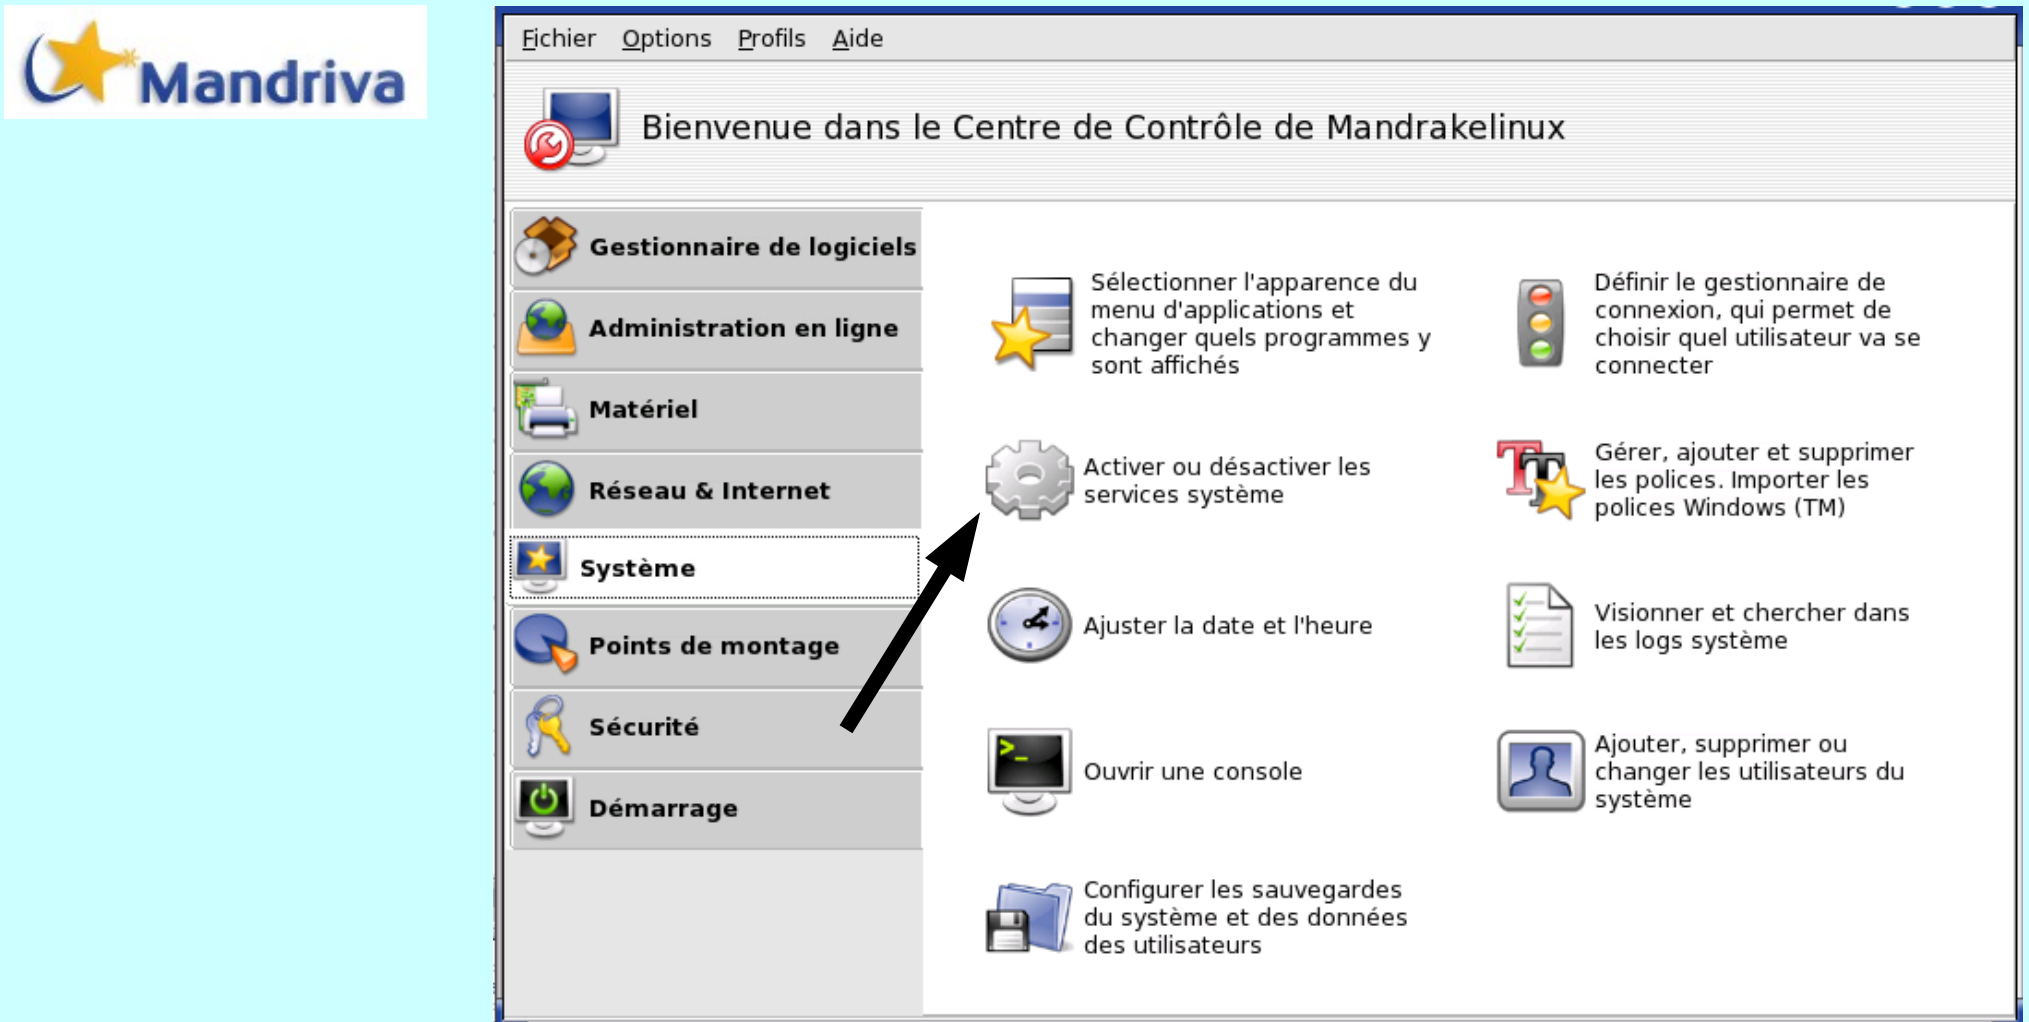 Mandriva
Fichier Options Profils Aide
Bienvenue dans le Centre de Contrôle de Mandrakelinux
Gestionnaire de logiciels
Administration en ligne
Matériel
Réseau & Internet
Système
Points de montage
Sécurité
Démarrage
Sélectionner l'apparence du
menu d'applications et
changer quels programmes y
sont affichés
Définir le gestionnaire de
connexion, qui permet de
choisir quel utilisateur va se
connecter
Activer ou désactiver les
services système
Gérer, ajouter et supprimer
les polices. Importer les
polices Windows (TM)
Ajuster la date et l'heure
Visionner et chercher dans
les logs système
Ouvrir une console
Ajouter, supprimer ou
changer les utilisateurs du
système
Configurer les sauvegardes
du système et des données
des utilisateurs